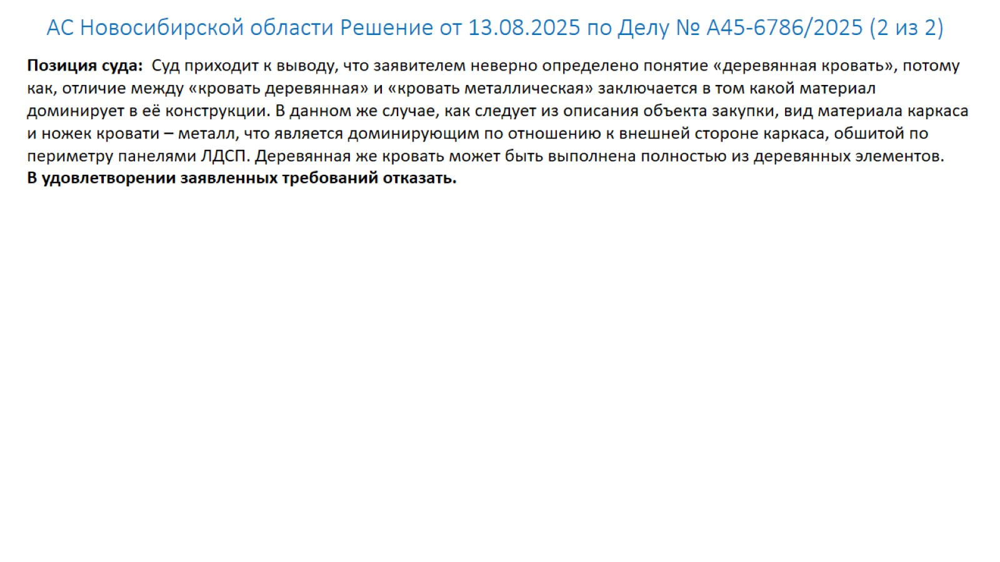 АС Новосибирской области Решение от 13.08.2025 по Делу № А45-6786/2025 (2 из 2)
Позиция суда: Суд приходит к выводу, что заявителем неверно определено понятие «деревянная кровать», потому
как, отличие между «кровать деревянная» и «кровать металлическая» заключается в том какой материал
доминирует в её конструкции. В данном же случае, как следует из описания объекта закупки, вид материала каркаса
и ножек кровати – металл, что является доминирующим по отношению к внешней стороне каркаса, обшитой по
периметру панелями ЛДСП. Деревянная же кровать может быть выполнена полностью из деревянных элементов.
В удовлетворении заявленных требований отказать.